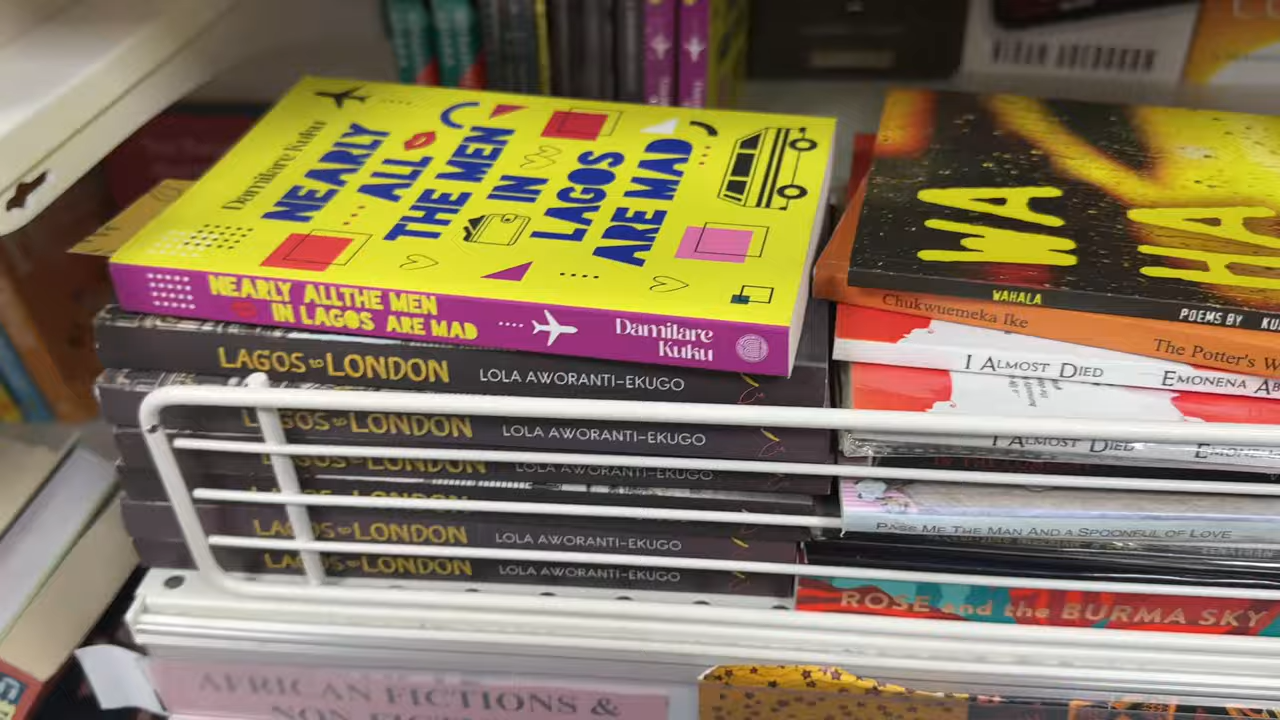 Damilare Kuku
NEARLY
ALL
THE MEN
IN
LAGOS
ARE MAD
NEARLY ALLTHE MEN
IN LAGOS ARE MAD
Damilare
Kuku
LAGOS to LONDON LOLA AWORANTI-EKUGO
LAGOS to LONDON LOLA AWORANTI-EKUGO
LAGOS to LONDON LOLA AWORANTI-EKUGO
LAGOS to LONDON LOLA AWORANTI-EKUGO
LAGOS to LONDON LOLA AWORANTI-EKUGO
WA
HA
WAHALA POEMS BY
Chukwuemeka Ike The Potter's
I ALMOST DIED EMONENA
I ALMOST DIED
PASS ME THE MAN AND A SPOONFUL OF LOVE
ROSE and the BURMA SKY
AFRICAN FICTIONS &